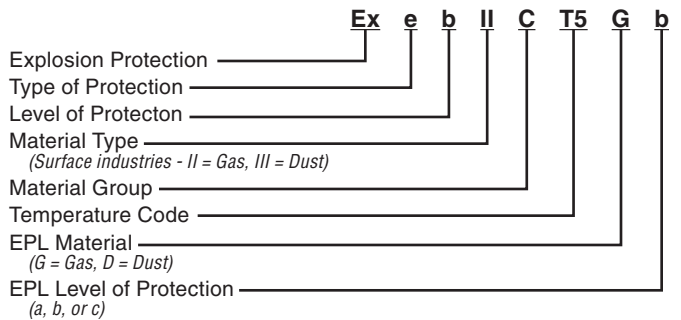 Ex e b II C T5 G b
Explosion Protection
Type of Protection
Level of Protecton
Material Type
(Surface industries - II = Gas, III = Dust)
Material Group
Temperature Code
EPL Material
(G = Gas, D = Dust)
EPL Level of Protection
(a, b, or c)